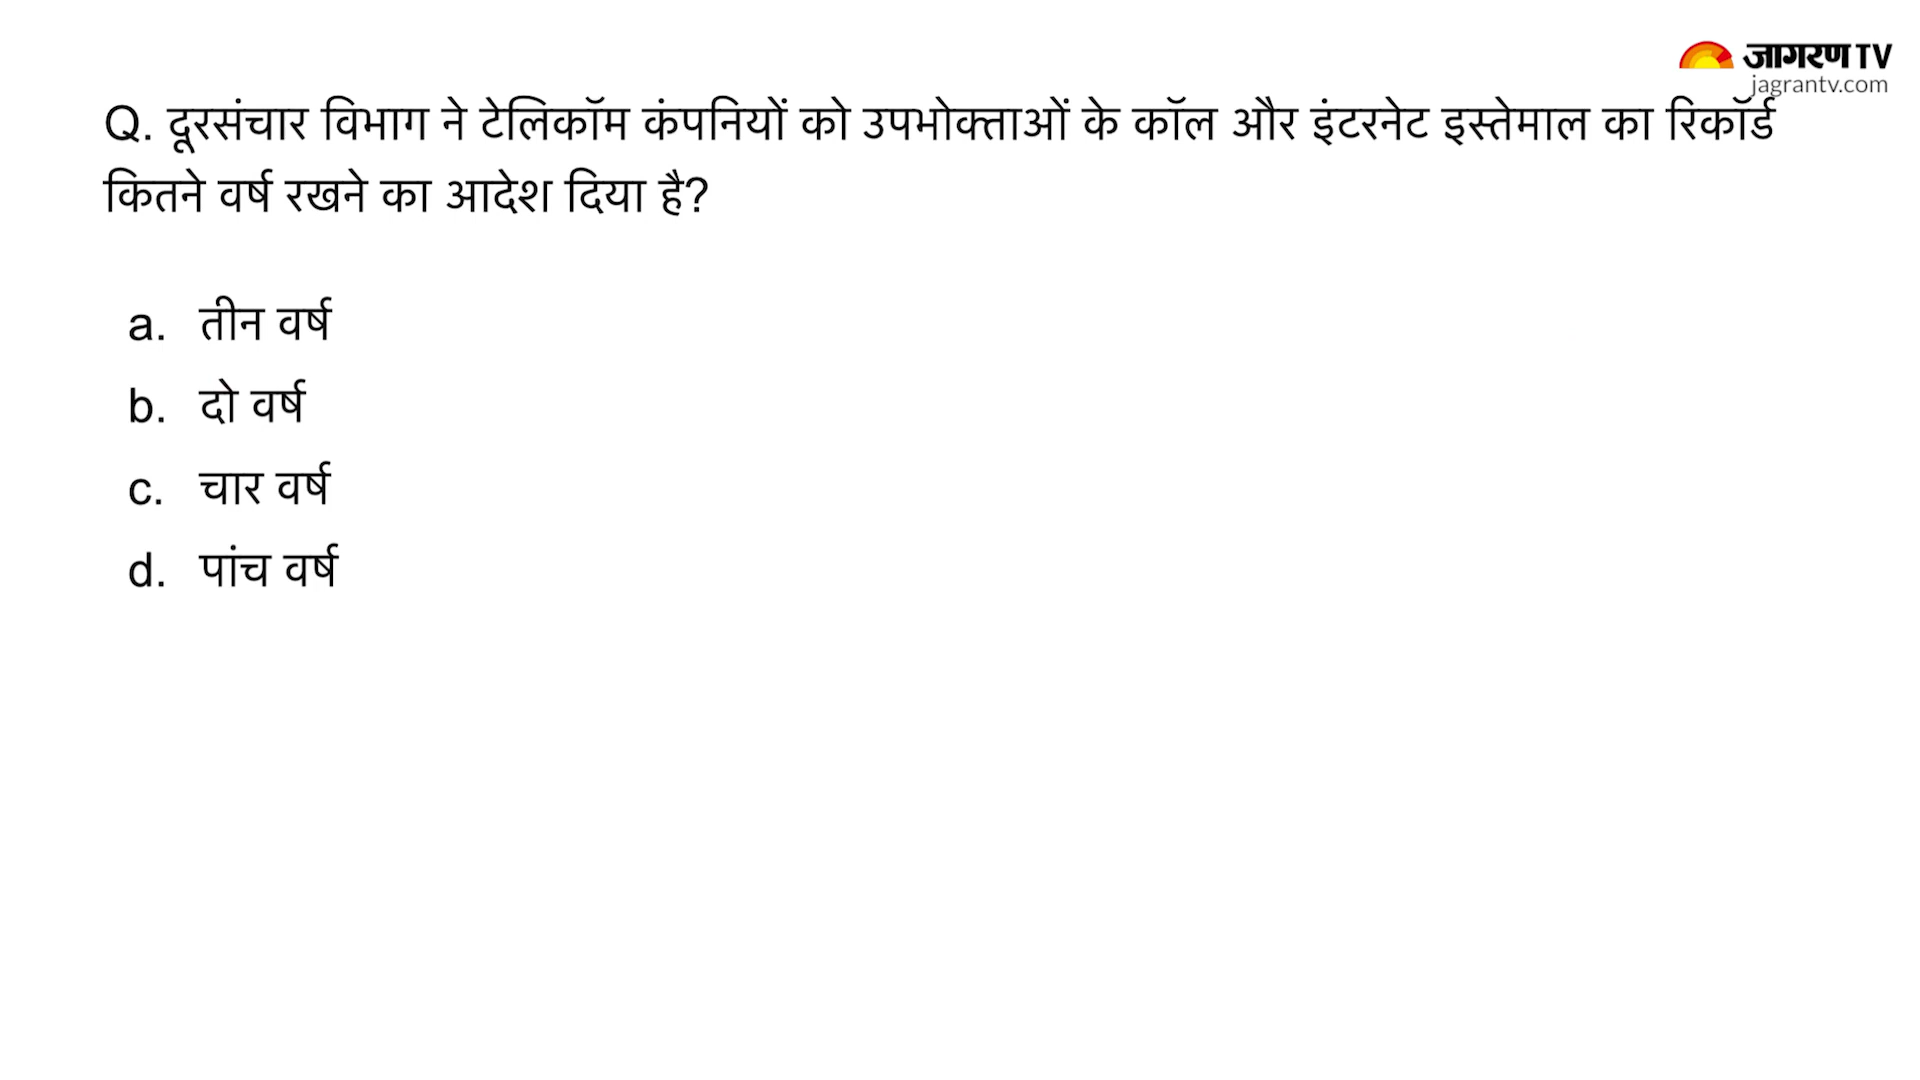 जागरण TV
jagrantv.com
Q. दूरसंचार विभाग ने टेलिकॉम कंपनियों को उपभोक्ताओं के कॉल और इंटरनेट इस्तेमाल का रिकॉर्ड
कितने वर्ष रखने का आदेश दिया है?
a. तीन वर्ष
b. दो वर्ष
c. चार वर्ष
d. पांच वर्ष